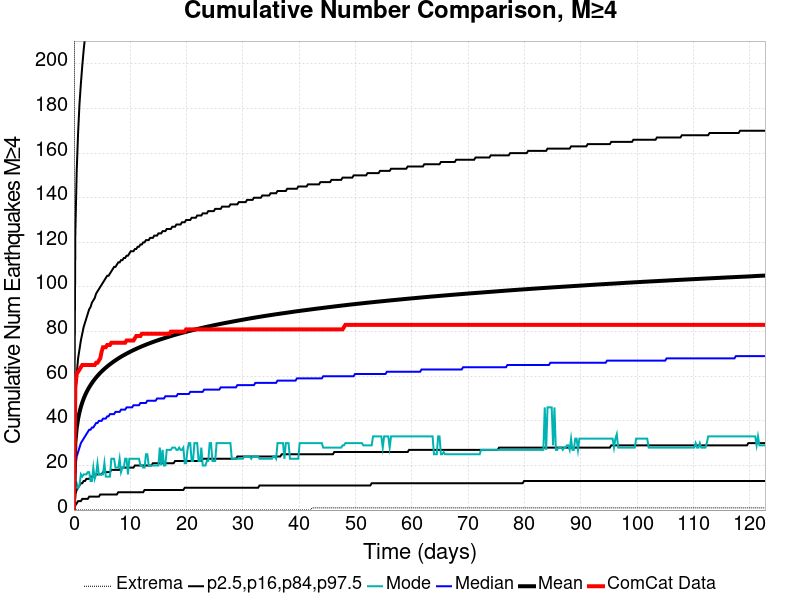 Cumulative Number Comparison, M≥4
Cumulative Num Earthquakes M≥4
200
180
160
140
120
100
80
60
40
20
0
0 10 20 30 40 50 60 70 80 90 100 110 120
Time (days)
Extrema p2.5,p16,p84,p97.5 Mode Median Mean ComCat Data